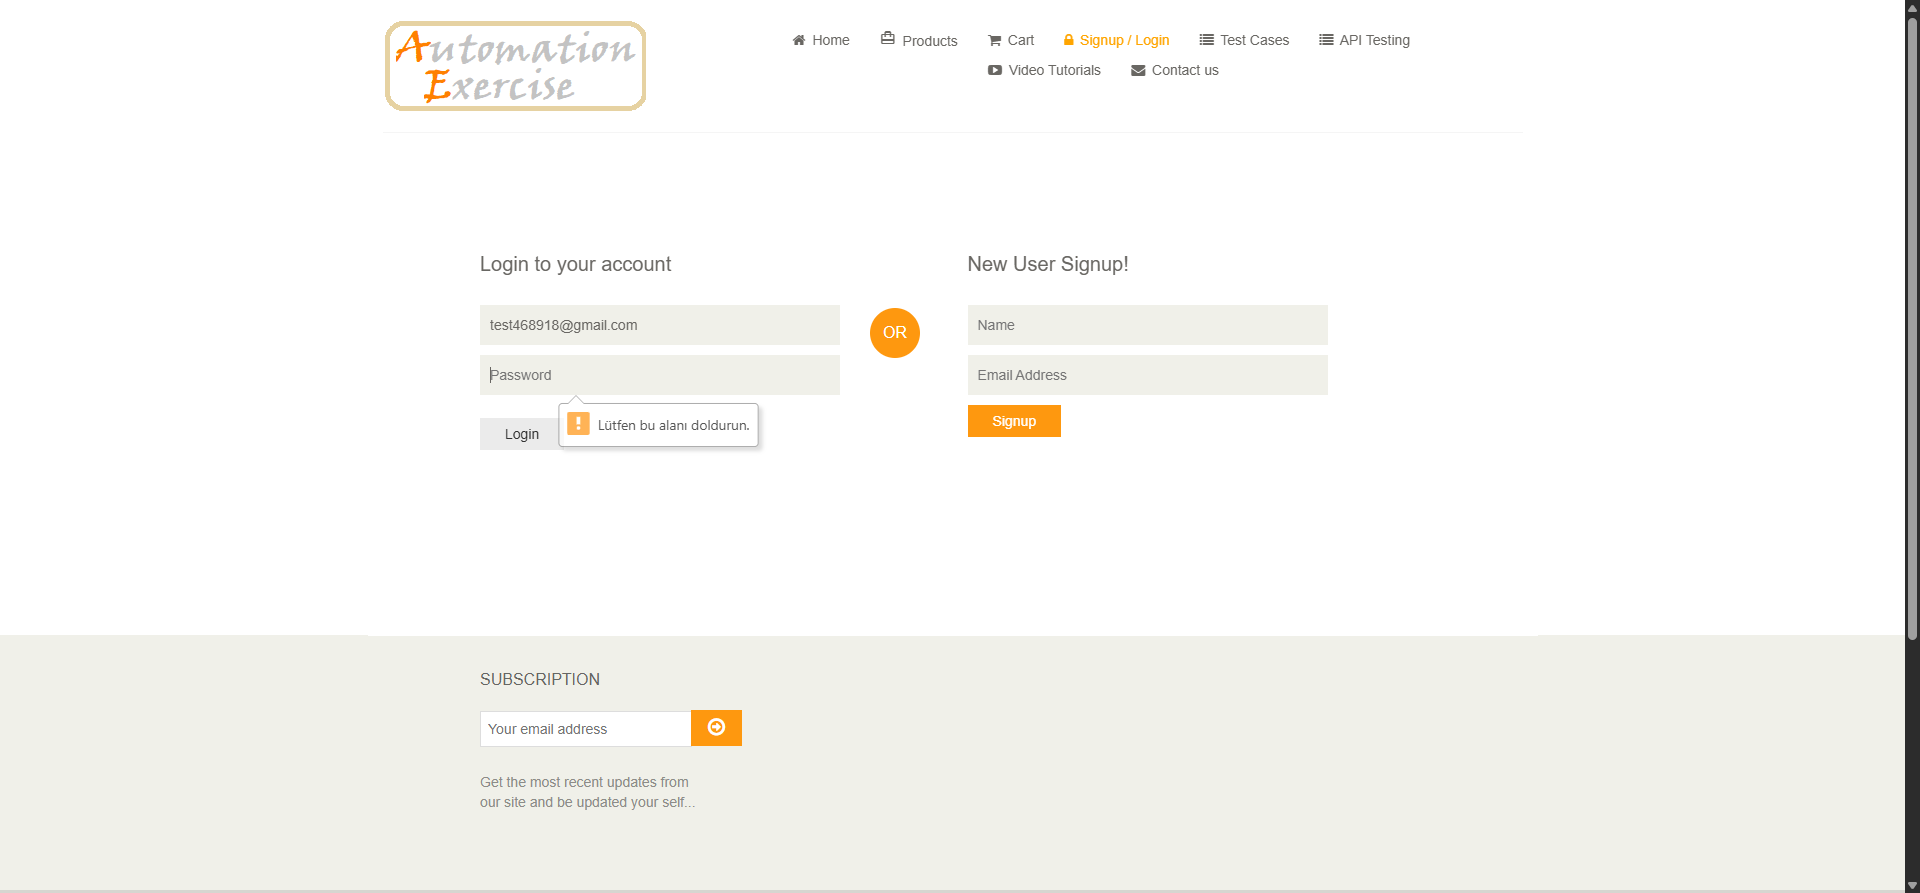 Automation
Exercise
Home
Products
Cart
Signup / Login
Test Cases
API Testing
Video Tutorials
Contact us
Login to your account
test468918@gmail.com
Password
Lütfen bu alanı doldurun.
Login
OR
New User Signup!
Name
Email Address
Signup
SUBSCRIPTION
Your email address
Get the most recent updates from
our site and be updated your self...